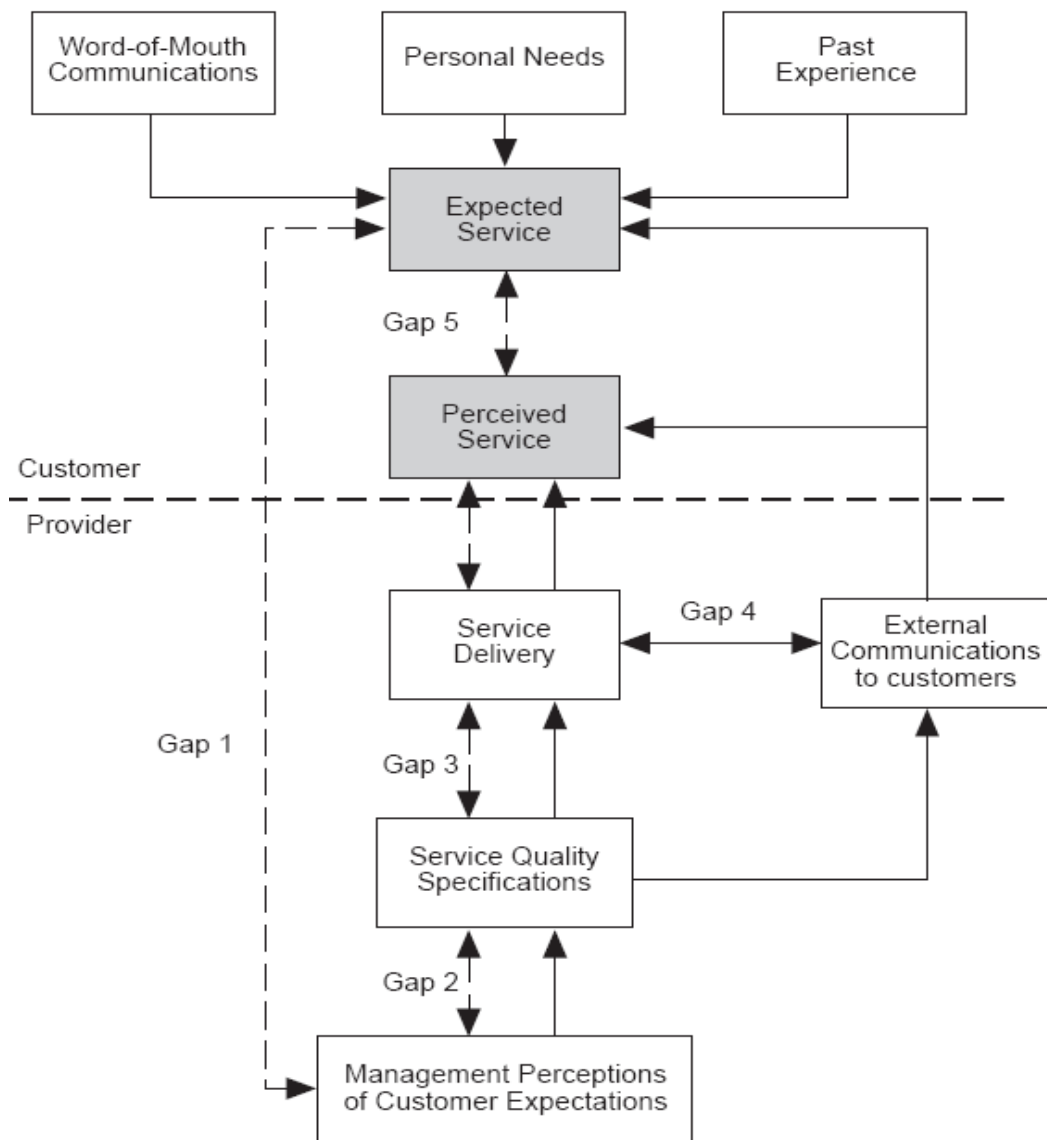 Word-of-Mouth
Communications
Personal Needs
Past
Experience
Expected
Service
Gap 5
Perceived
Service
Customer
Provider
Service
Delivery
Gap 4
External
Communications
to customers
Gap 1
Gap 3
Service Quality
Specifications
Gap 2
Management Perceptions
of Customer Expectations